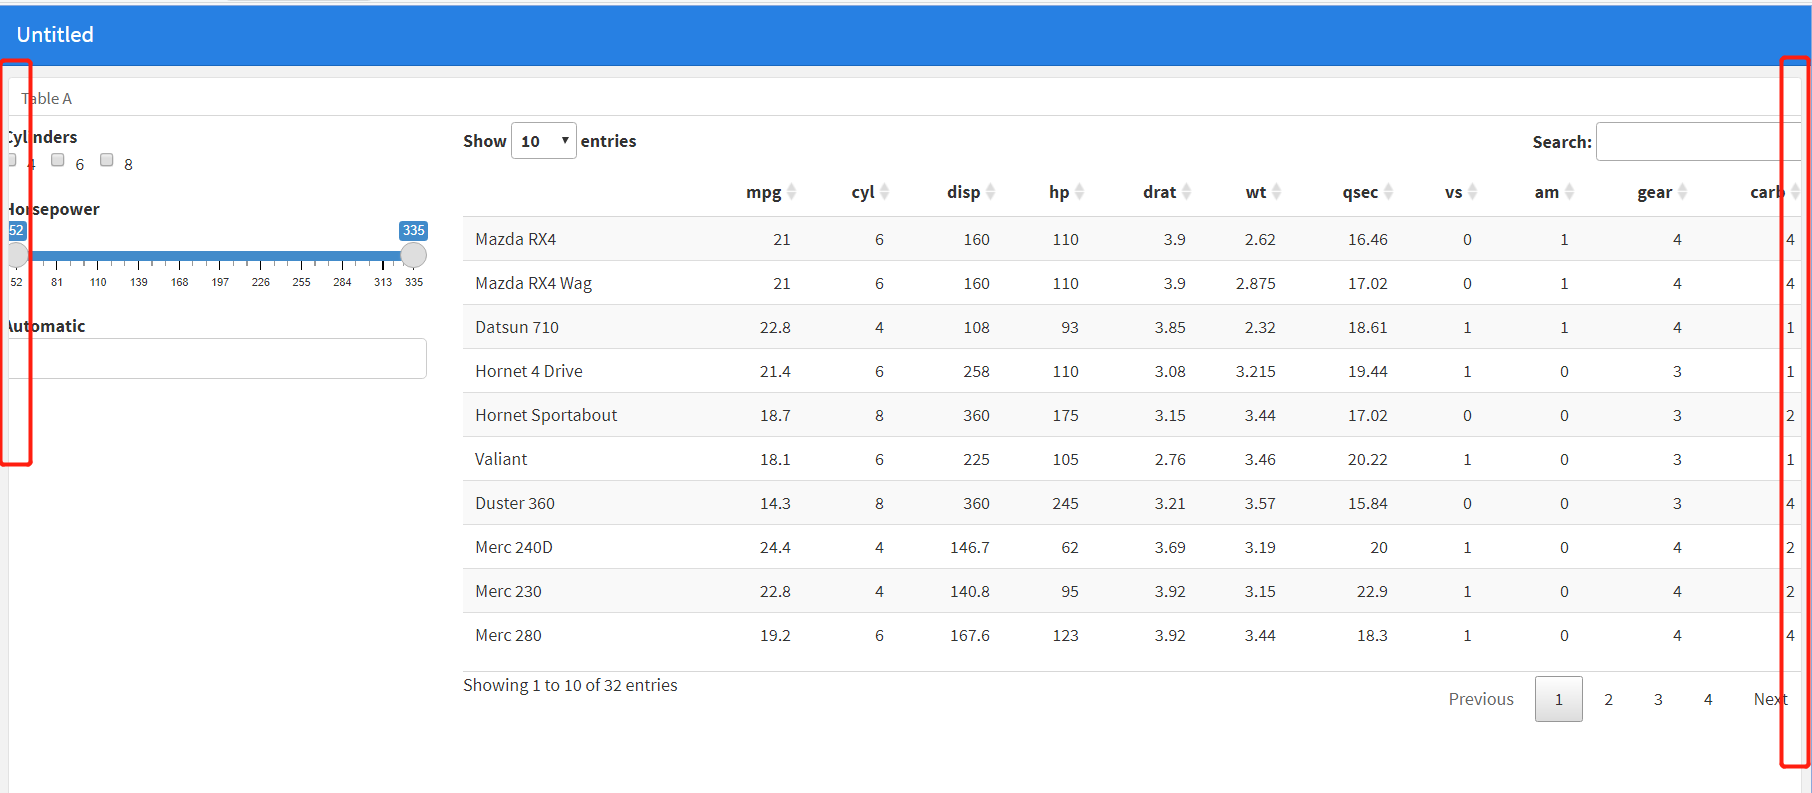 Untitled
Table A
Cylinders
4 6 8
Horsepower
52 335
52 81 110 139 168 197 226 255 284 313 335
Automatic
Show 10 entries Search:
mpg cyl disp hp drat wt qsec vs am gear carb
Mazda RX4 21 6 160 110 3.9 2.62 16.46 0 1 4 4
Mazda RX4 Wag 21 6 160 110 3.9 2.875 17.02 0 1 4 4
Datsun 710 22.8 4 108 93 3.85 2.32 18.61 1 1 4 1
Hornet 4 Drive 21.4 6 258 110 3.08 3.215 19.44 1 0 3 1
Hornet Sportabout 18.7 8 360 175 3.15 3.44 17.02 0 0 3 2
Valiant 18.1 6 225 105 2.76 3.46 20.22 1 0 3 1
Duster 360 14.3 8 360 245 3.21 3.57 15.84 0 0 3 4
Merc 240D 24.4 4 146.7 62 3.69 3.19 20 1 0 4 2
Merc 230 22.8 4 140.8 95 3.92 3.15 22.9 1 0 4 2
Merc 280 19.2 6 167.6 123 3.92 3.44 18.3 1 0 4 4
Showing 1 to 10 of 32 entries
Previous 1 2 3 4 Next